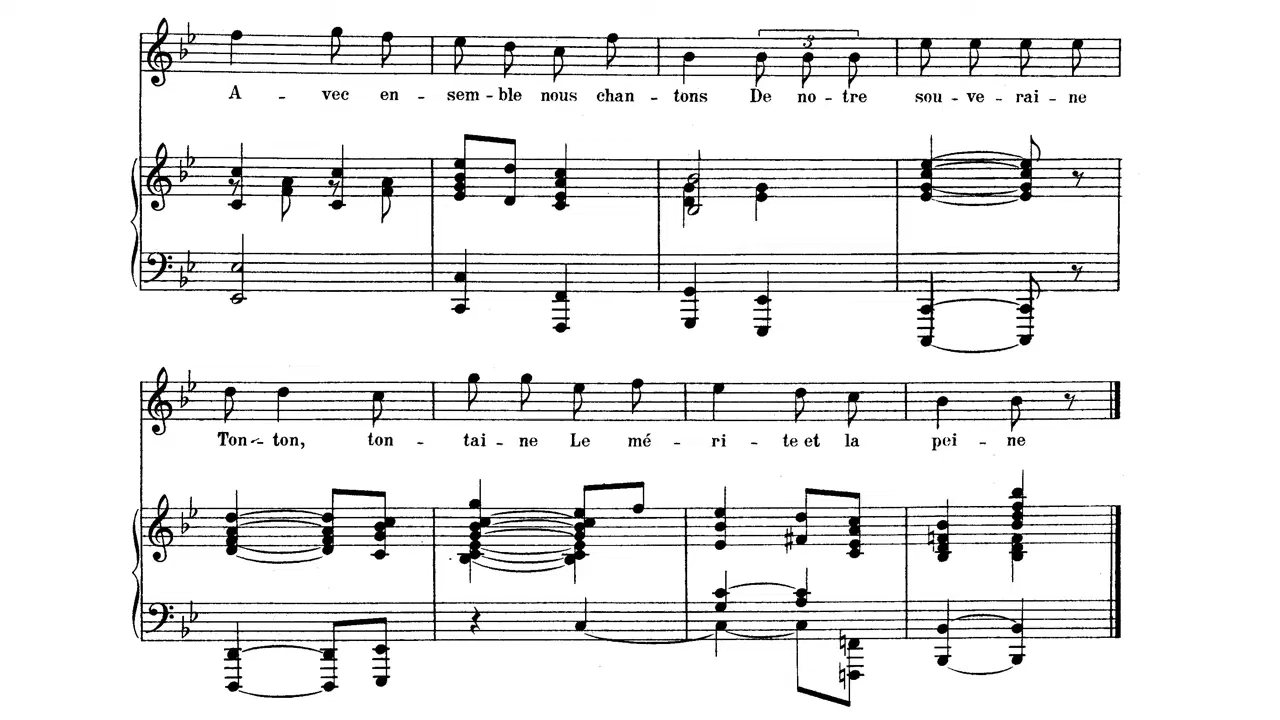 A - vec en - sem - ble nous chan - tons De no - tre sou - ve - rai - ne
3
Ton - ton, ton - tai - ne Le mé - ri - te et la pei - ne